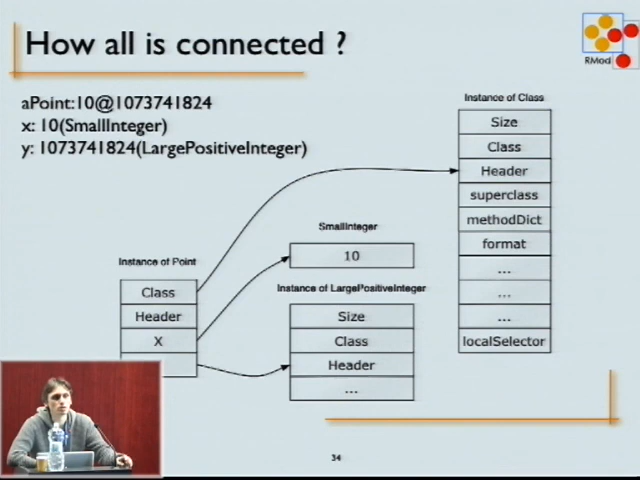 How all is connected ?
RMod
aPoint:10@1073741824
x: 10(SmallInteger)
y: 1073741824(LargePositiveInteger)
Instance of Class
Size
Class
Header
superclass
methodDict
format
...
...
...
localSelector
SmallInteger
10
Instance of Point
Class
Header
X
Instance of LargePositiveInteger
Size
Class
Header
...
34